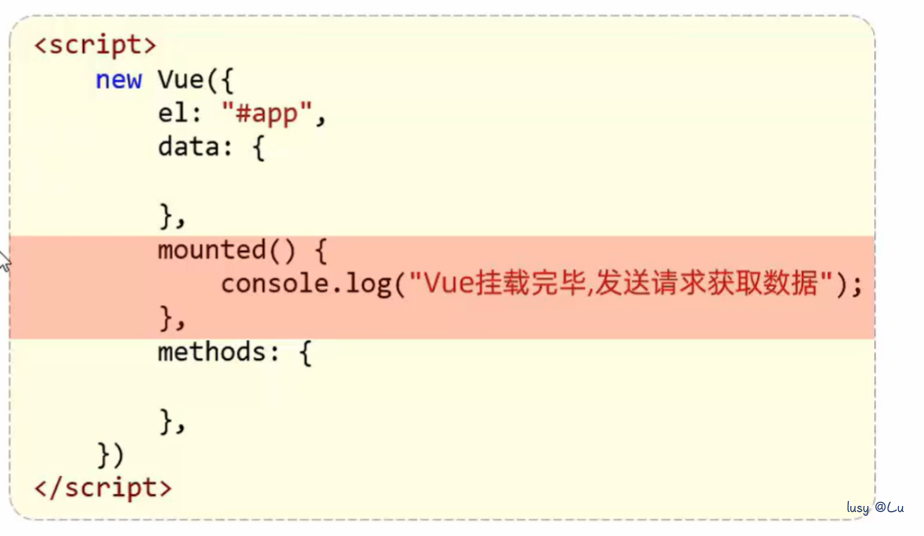 <script>
new Vue({
el: "#app",
data: {
},
mounted() {
console.log("Vue挂载完毕,发送请求获取数据");
},
methods: {
},
})
</script>
lusy @Lu